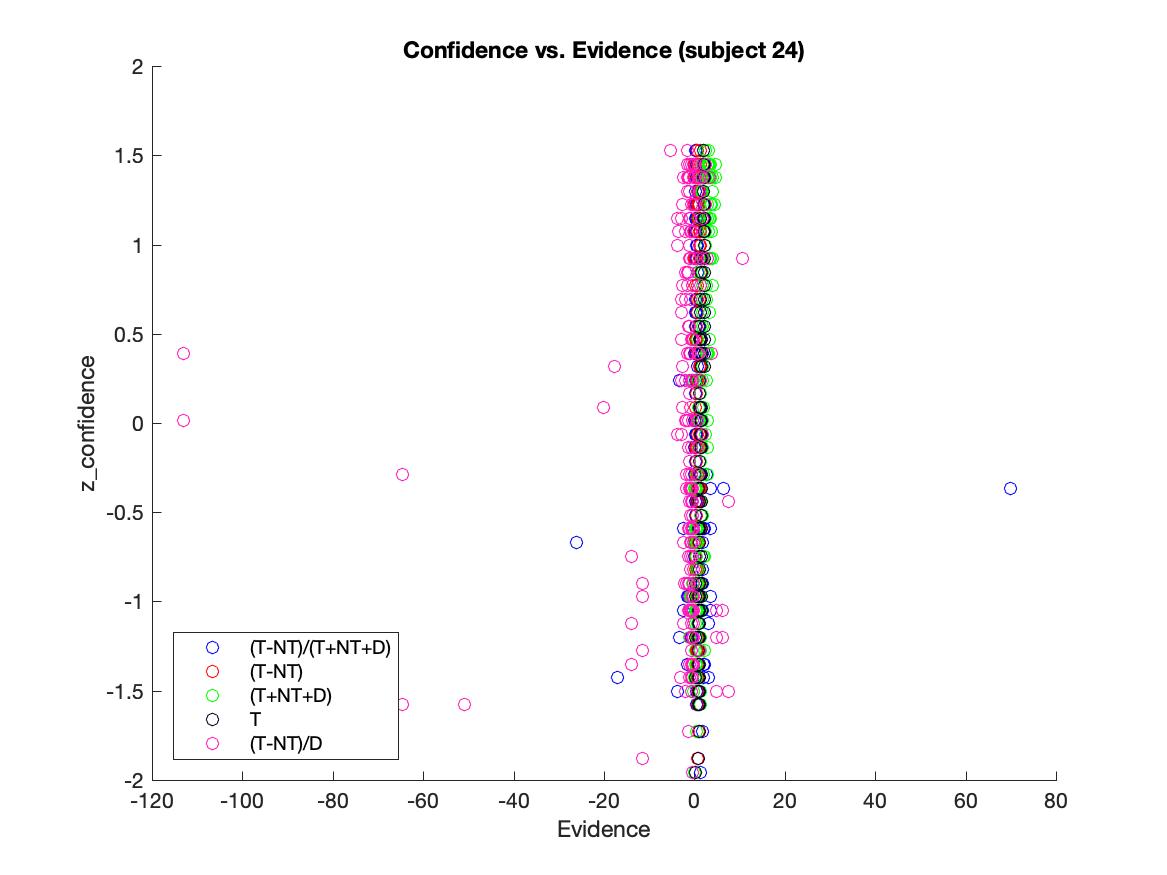 Confidence vs. Evidence (subject 24)
2
1.5
1
0.5
0
-0.5
-1
-1.5
-2
z_confidence
(T-NT)/(T+NT+D)
(T-NT)
(T+NT+D)
T
(T-NT)/D
-120 -100 -80 -60 -40 -20 0 20 40 60 80
Evidence